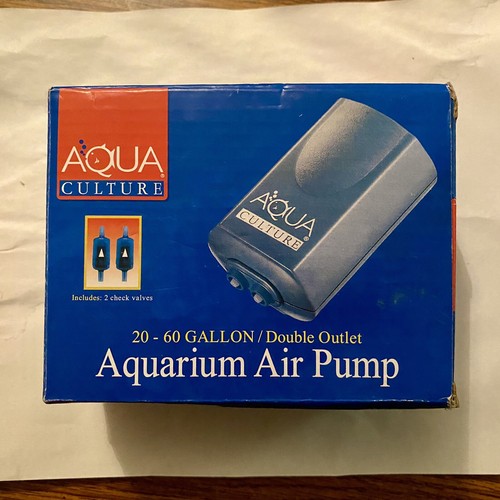 AQUA
CULTURE®
AQUA
CULTURE®
Includes: 2 check valves
20 - 60 GALLON / Double Outlet
Aquarium Air Pump